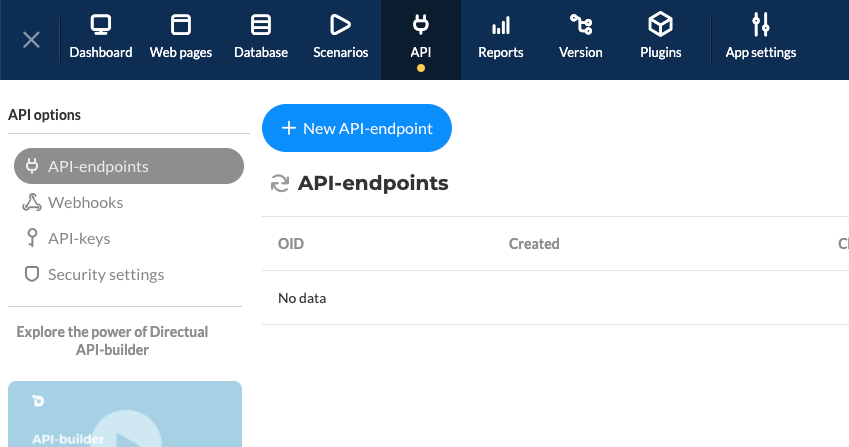 Dashboard
Web pages
Database
Scenarios
API
Reports
Version
Plugins
App settings
API options
API-endpoints
Webhooks
API-keys
Security settings
Explore the power of Directual
API-builder
API-builder
New API-endpoint
API-endpoints
OID
Created
No data